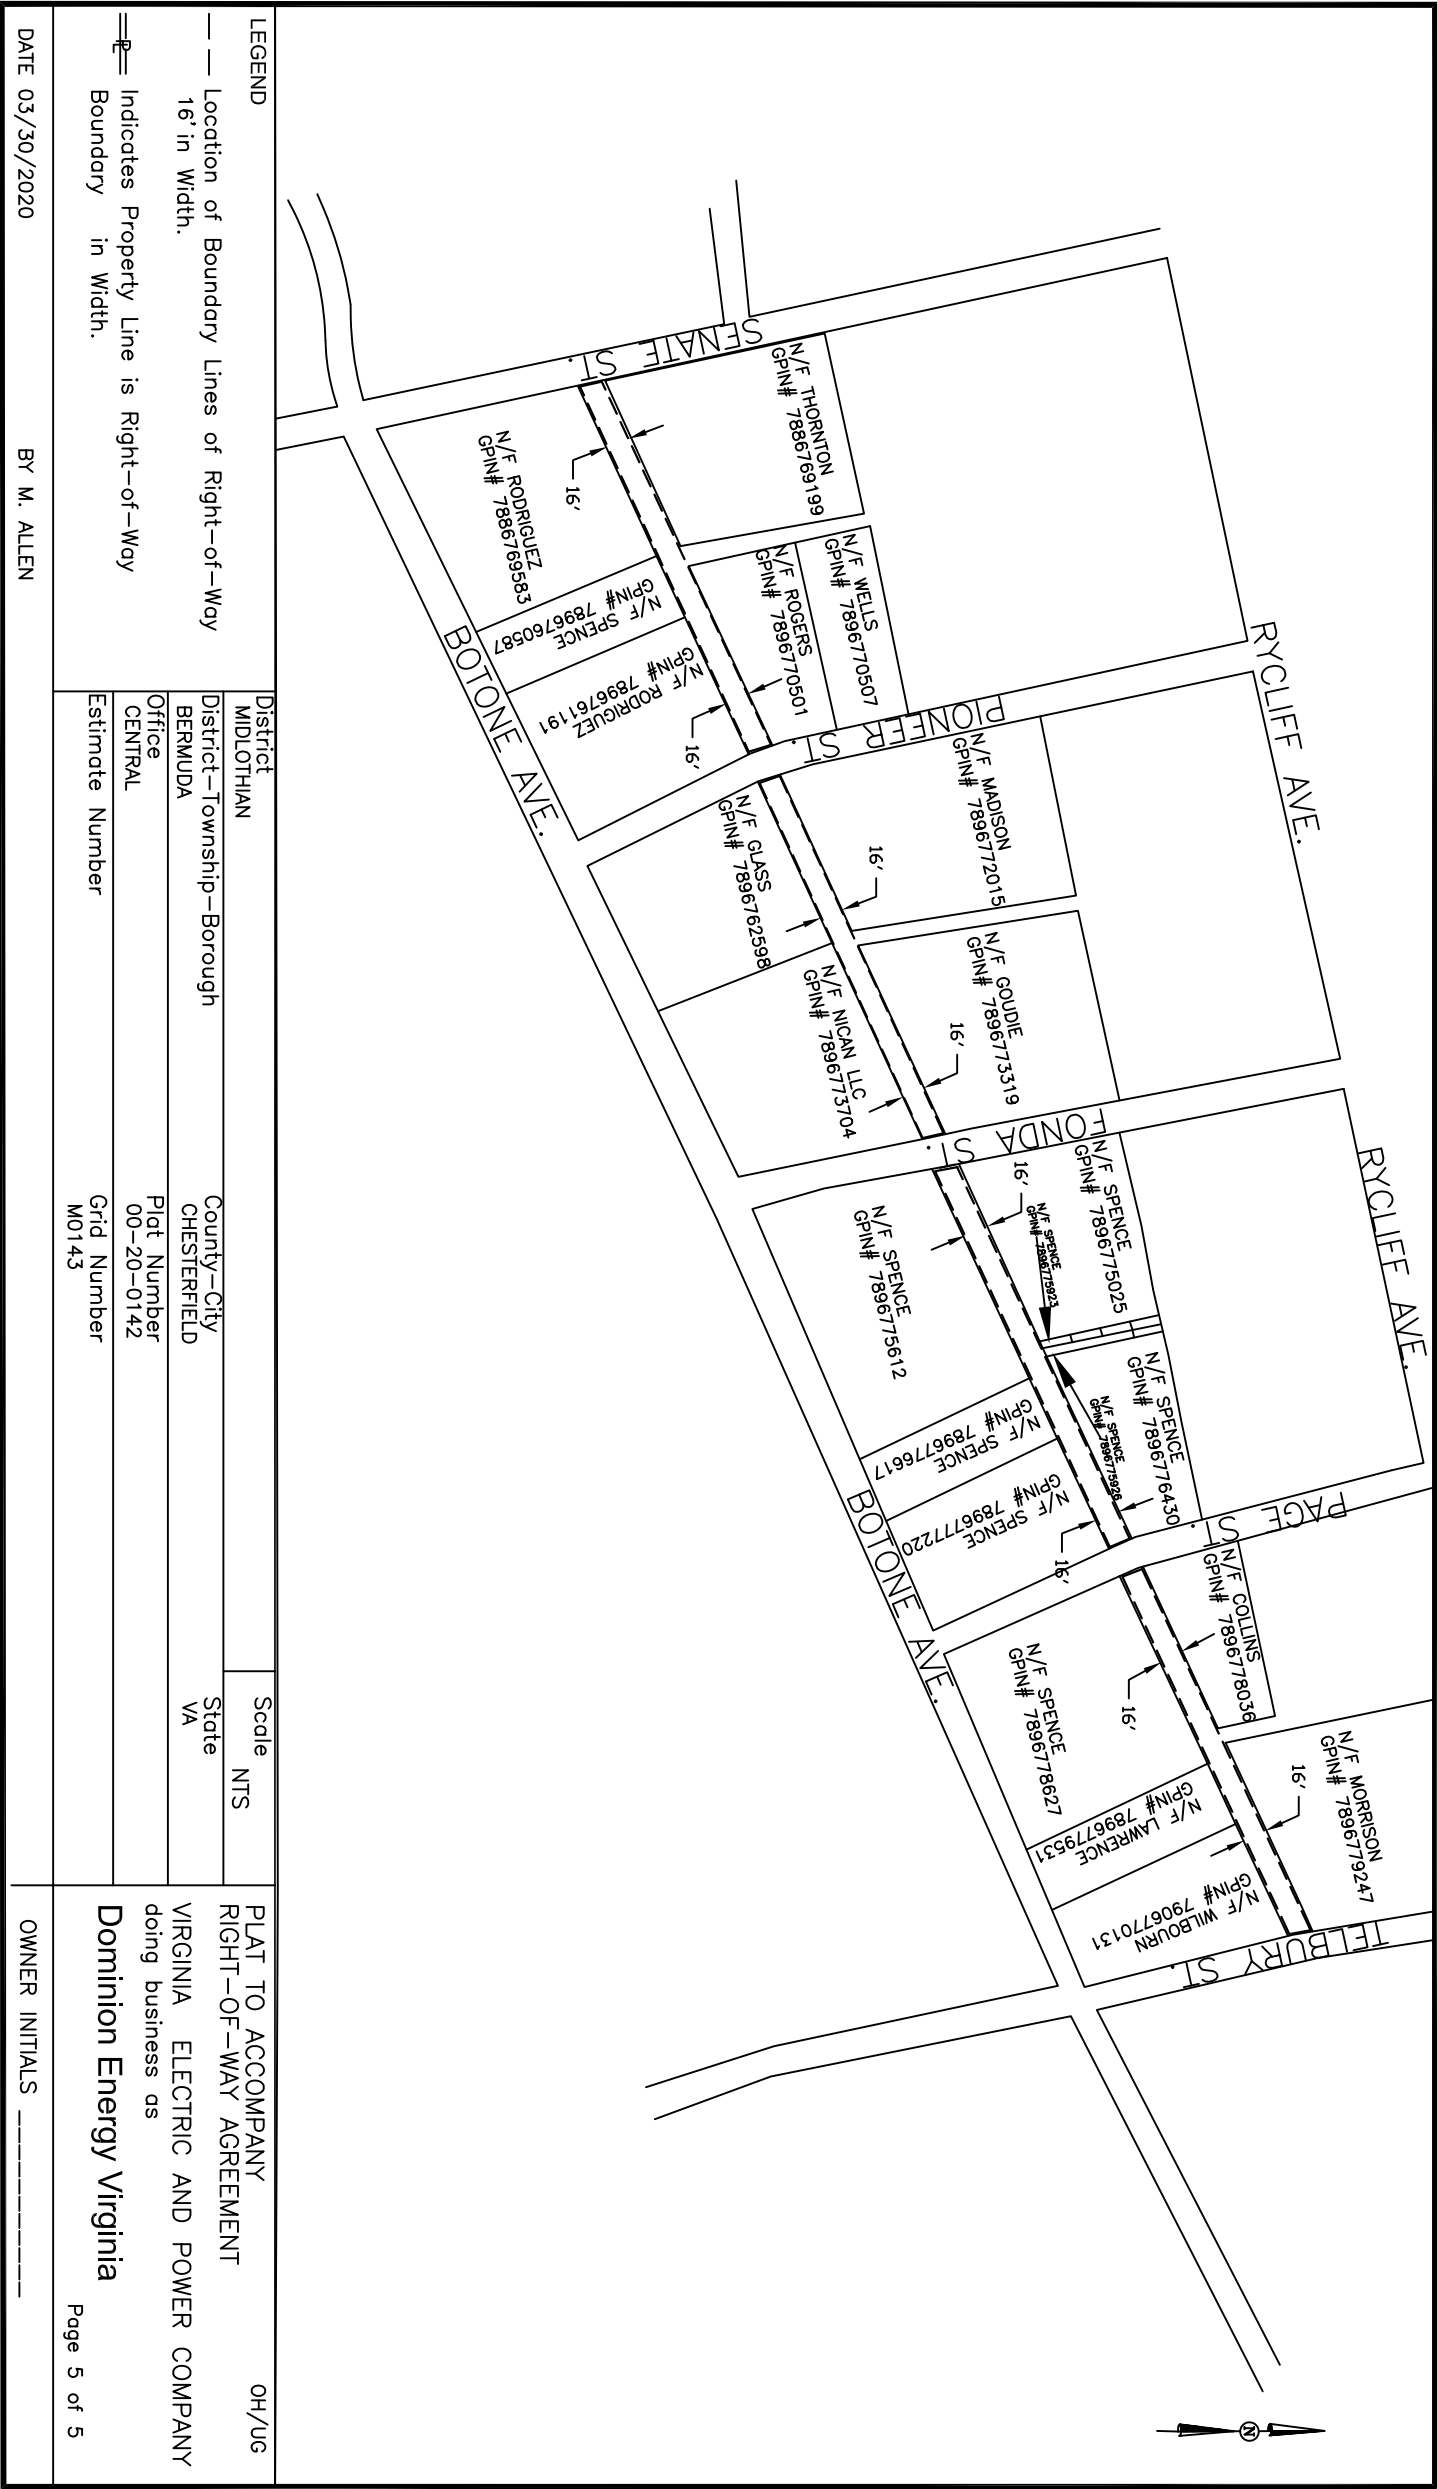 RYCLIFF AVE.
RYCLIFF AVE.
SENATE ST.
PIONEER ST.
FONDA ST.
PAGE ST.
TELBURY ST.
BOTONE AVE.
BOTONE AVE.
N/F THORNTON
GPIN# 7886769199
N/F WELLS
GPIN# 7896770507
N/F ROGERS
GPIN# 7896770501
N/F RODRIGUEZ
GPIN# 7886769583
N/F SPENCE
GPIN# 7896760587
N/F RODRIGUEZ
GPIN# 7896761191
16'
16'
N/F MADISON
GPIN# 7896772015
N/F GOUDIE
GPIN# 7896773319
N/F GLASS
GPIN# 7896762598
N/F NICAN LLC
GPIN# 7896773704
16'
16'
N/F SPENCE
GPIN# 7896775025
N/F SPENCE
GPIN# 7896775923
N/F SPENCE
GPIN# 7896776430
N/F SPENCE
GPIN# 7896775926
N/F SPENCE
GPIN# 7896775612
N/F SPENCE
GPIN# 7896776617
N/F SPENCE
GPIN# 7896777220
16'
16'
N/F COLLINS
GPIN# 7896778036
N/F MORRISON
GPIN# 7896779247
N/F SPENCE
GPIN# 7896778627
N/F LAWRENCE
GPIN# 7896779531
N/F WILBOURN
GPIN# 7906770131
16'
16'
N
LEGEND
— — Location of Boundary Lines of Right-of-Way
16' in Width.
Indicates Property Line is Right-of-Way
Boundary in Width.
DATE 03/30/2020 BY M. ALLEN
District
MIDLOTHIAN
District-Township-Borough
BERMUDA
County-City
CHESTERFIELD
State
VA
Office
CENTRAL
Plat Number
00-20-0142
Estimate Number
Grid Number
M0143
Scale
NTS
PLAT TO ACCOMPANY
RIGHT-OF-WAY AGREEMENT
OH/UG
VIRGINIA ELECTRIC AND POWER COMPANY
doing business as
Dominion Energy Virginia
Page 5 of 5
OWNER INITIALS __________